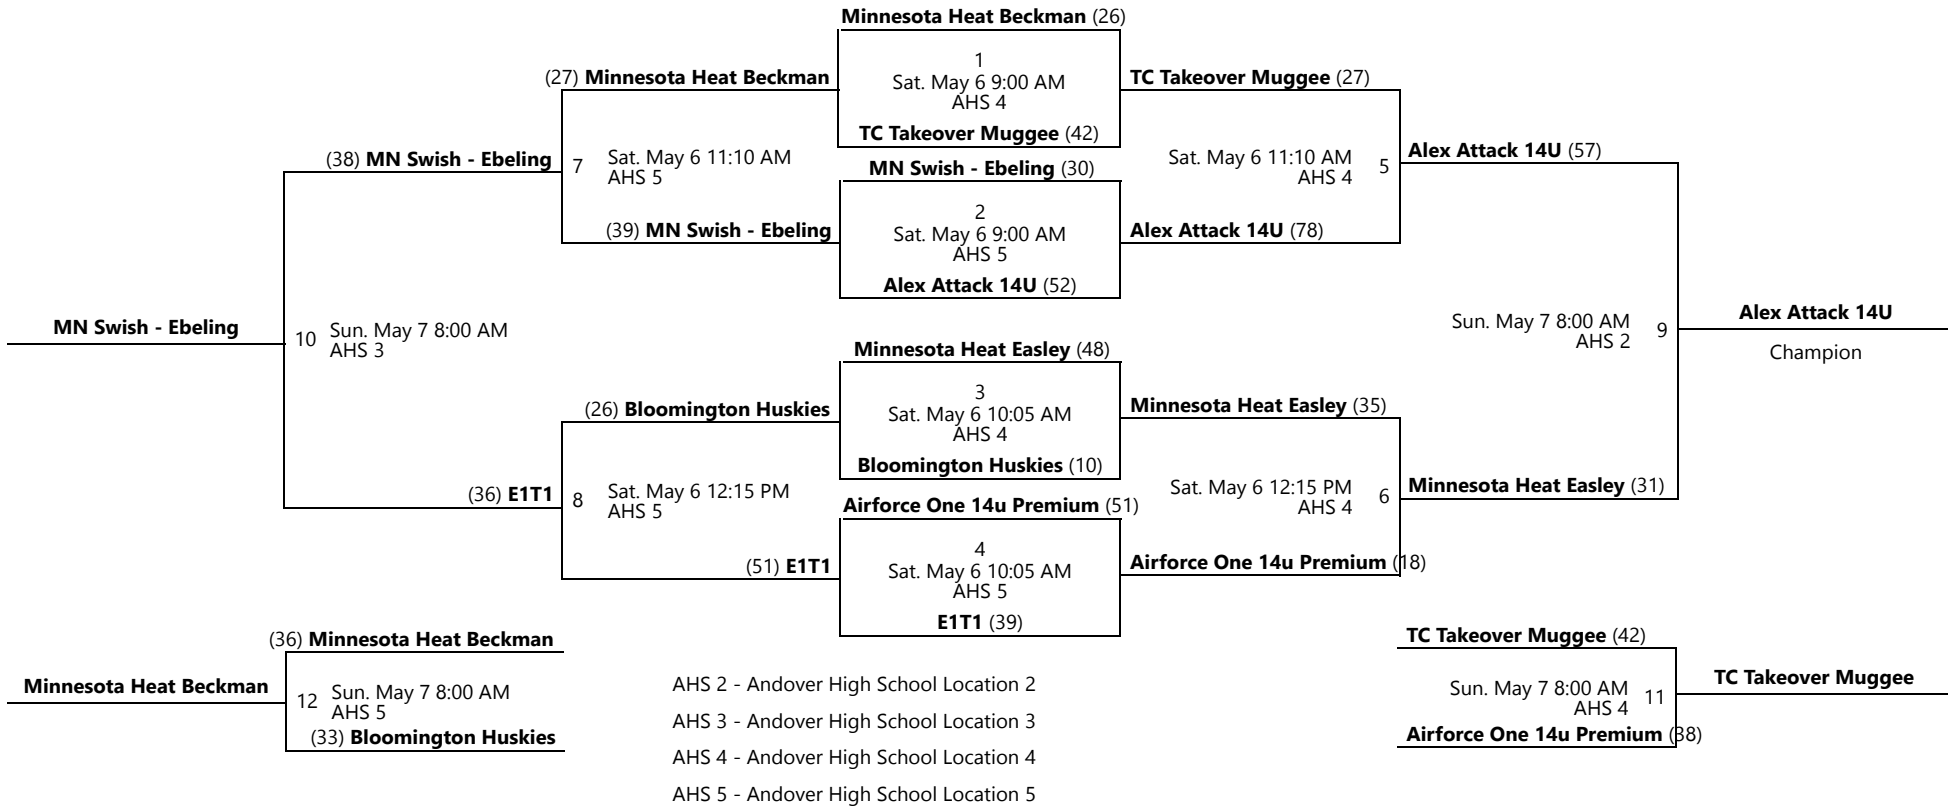 Minnesota Heat Beckman (26)
1
Sat. May 6 9:00 AM
AHS 4
TC Takeover Muggee (42)
(27) Minnesota Heat Beckman
TC Takeover Muggee (27)
(38) MN Swish - Ebeling
7
Sat. May 6 11:10 AM
AHS 5
Sat. May 6 11:10 AM
AHS 4
5
Alex Attack 14U (57)
MN Swish - Ebeling (30)
2
Sat. May 6 9:00 AM
AHS 5
Alex Attack 14U (52)
(39) MN Swish - Ebeling
Alex Attack 14U (78)
MN Swish - Ebeling
10
Sun. May 7 8:00 AM
AHS 3
Sun. May 7 8:00 AM
AHS 2
9
Alex Attack 14U
Champion
Minnesota Heat Easley (48)
3
Sat. May 6 10:05 AM
AHS 4
Bloomington Huskies (10)
(26) Bloomington Huskies
Minnesota Heat Easley (35)
(36) E1T1
8
Sat. May 6 12:15 PM
AHS 5
Sat. May 6 12:15 PM
AHS 4
6
Minnesota Heat Easley (31)
Airforce One 14u Premium (51)
4
Sat. May 6 10:05 AM
AHS 5
E1T1 (39)
(51) E1T1
Airforce One 14u Premium (18)
(36) Minnesota Heat Beckman
Minnesota Heat Beckman
12
Sun. May 7 8:00 AM
AHS 5
(33) Bloomington Huskies
TC Takeover Muggee (42)
Sun. May 7 8:00 AM
AHS 4
11
TC Takeover Muggee
Airforce One 14u Premium (38)
AHS 2 - Andover High School Location 2
AHS 3 - Andover High School Location 3
AHS 4 - Andover High School Location 4
AHS 5 - Andover High School Location 5